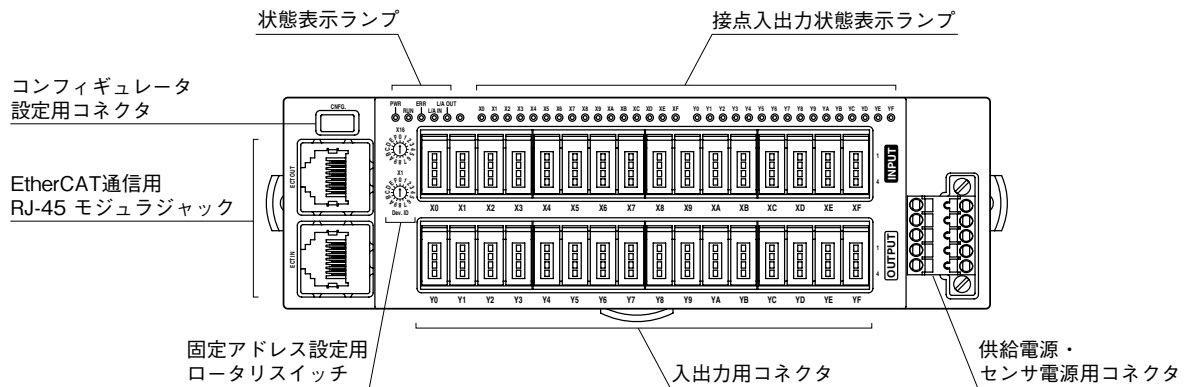 状態表示ランプ
接点入出力状態表示ランプ
コンフィギュレータ
設定用コネクタ
EtherCAT通信用
RJ-45 モジュラジャック
CNFG.
ECT OUT
ECT IN
PWR RUN ERR L/A IN L/A OUT
X0 X1 X2 X3 X4 X5 X6 X7 X8 X9 XA XB XC XD XE XF Y0 Y1 Y2 Y3 Y4 Y5 Y6 Y7 Y8 Y9 YA YB YC YD YE YF
X16
X1
Dev. ID
1
4
INPUT
X0 X1 X2 X3 X4 X5 X6 X7 X8 X9 XA XB XC XD XE XF
1
4
OUTPUT
Y0 Y1 Y2 Y3 Y4 Y5 Y6 Y7 Y8 Y9 YA YB YC YD YE YF
固定アドレス設定用
ロータリスイッチ
入出力用コネクタ
供給電源・
センサ電源用コネクタ